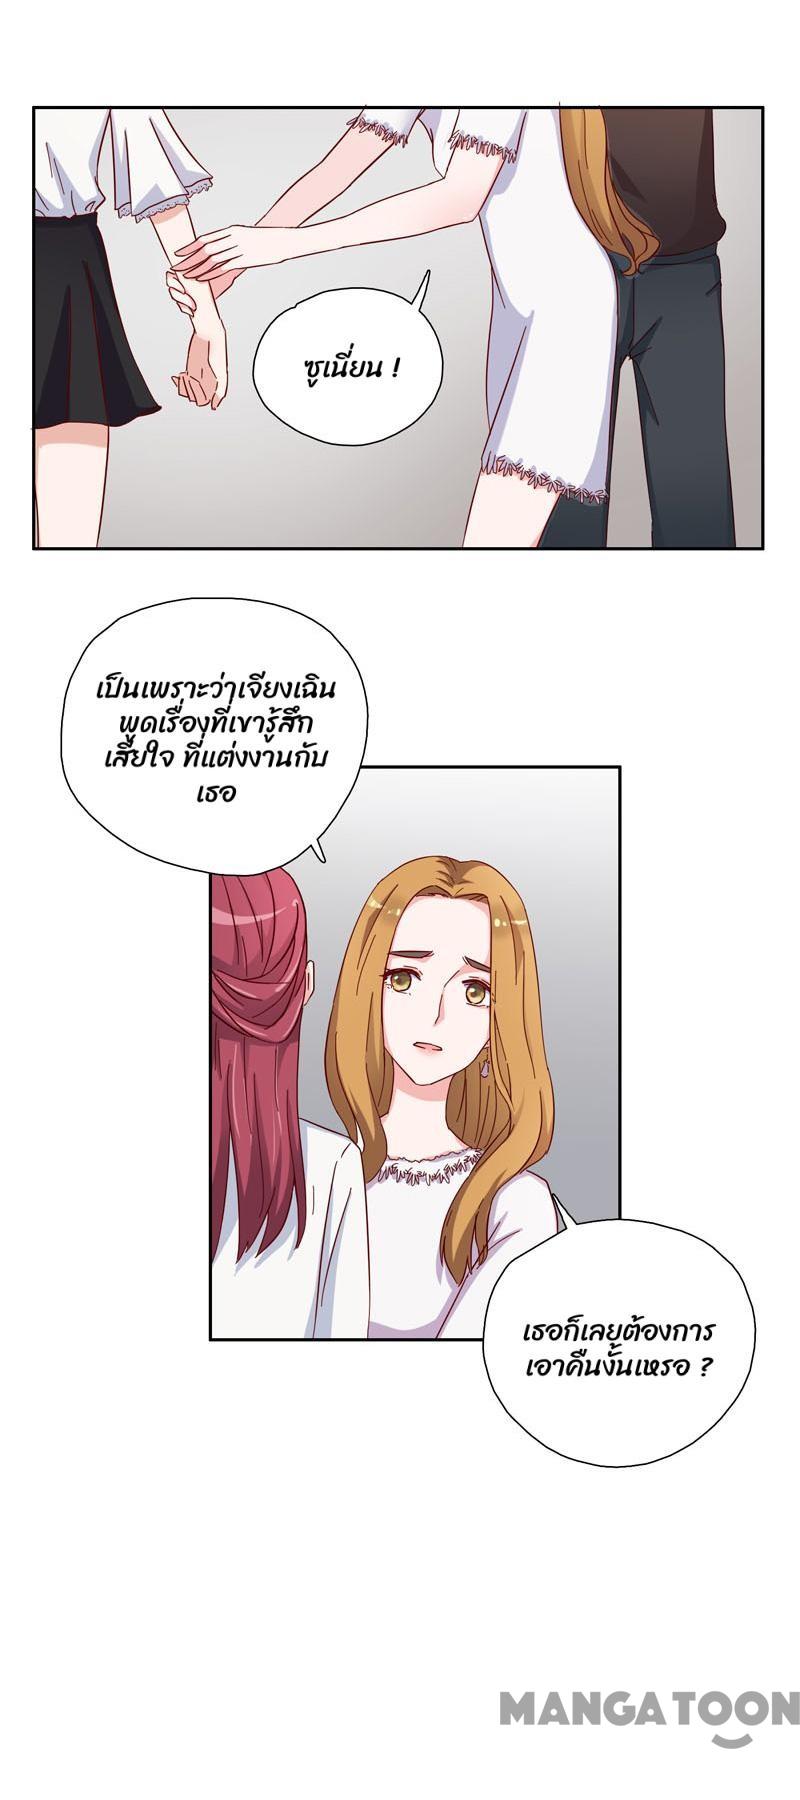 ซูเนี่ยน !
เป็นเพราะว่าเจียงเฉิน
พูดเรื่องที่เขารู้สึก
เสียใจ ที่แต่งงานกับ
เธอ
เธอก็เลยต้องการ
เอาคืนงั้นเหรอ ?
MANGATOON